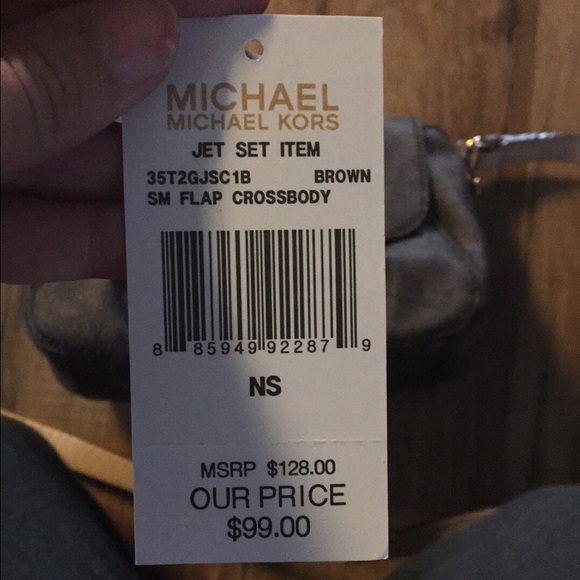 MICHAEL
MICHAEL KORS
JET SET ITEM
35T2GJSC1B BROWN
SM FLAP CROSSBODY
8 85949 92287 9
NS
MSRP $128.00
OUR PRICE
$99.00